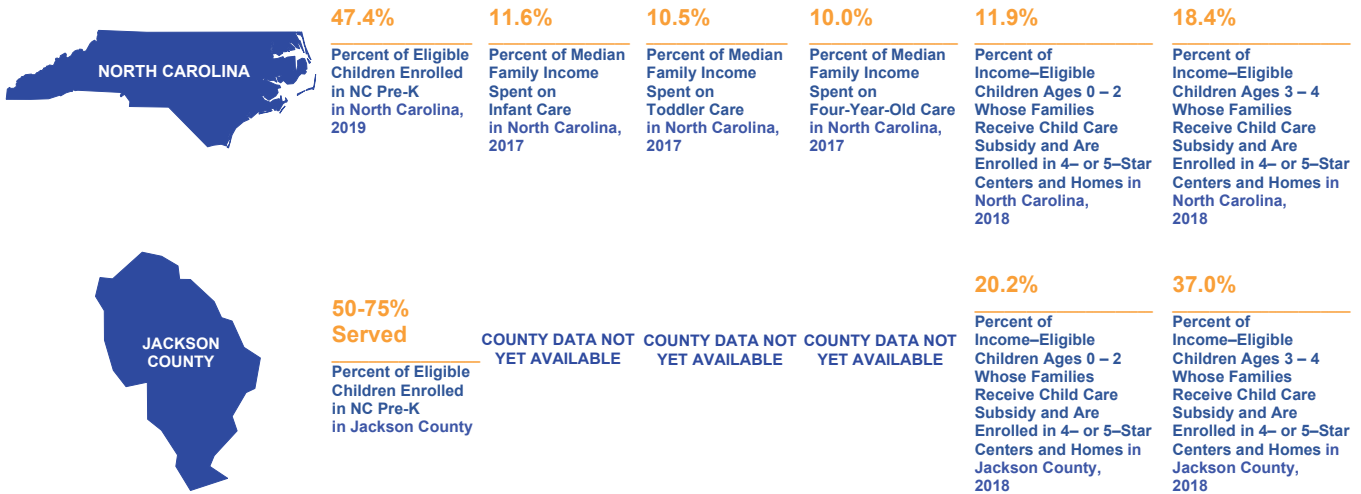 NORTH CAROLINA
47.4%
Percent of Eligible
Children Enrolled
in NC Pre-K
in North Carolina,
2019
11.6%
Percent of Median
Family Income
Spent on
Infant Care
in North Carolina,
2017
10.5%
Percent of Median
Family Income
Spent on
Toddler Care
in North Carolina,
2017
10.0%
Percent of Median
Family Income
Spent on
Four-Year-Old Care
in North Carolina,
2017
11.9%
Percent of
Income–Eligible
Children Ages 0 – 2
Whose Families
Receive Child Care
Subsidy and Are
Enrolled in 4– or 5–Star
Centers and Homes in
North Carolina,
2018
18.4%
Percent of
Income–Eligible
Children Ages 3 – 4
Whose Families
Receive Child Care
Subsidy and Are
Enrolled in 4– or 5–Star
Centers and Homes in
North Carolina,
2018
JACKSON
COUNTY
50-75%
Served
Percent of Eligible
Children Enrolled
in NC Pre-K
in Jackson County
COUNTY DATA NOT
YET AVAILABLE
COUNTY DATA NOT
YET AVAILABLE
COUNTY DATA NOT
YET AVAILABLE
20.2%
Percent of
Income–Eligible
Children Ages 0 – 2
Whose Families
Receive Child Care
Subsidy and Are
Enrolled in 4– or 5–Star
Centers and Homes in
Jackson County,
2018
37.0%
Percent of
Income–Eligible
Children Ages 3 – 4
Whose Families
Receive Child Care
Subsidy and Are
Enrolled in 4– or 5–Star
Centers and Homes in
Jackson County,
2018